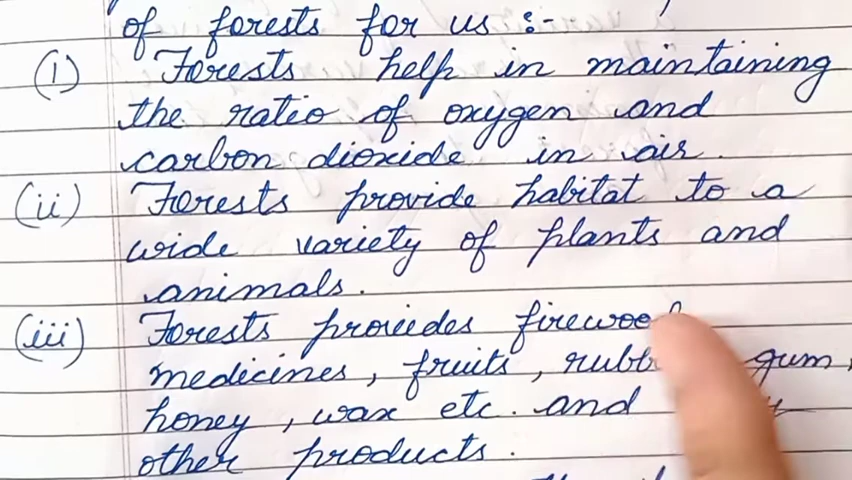 of forests for us :-
(i) Forests help in maintaining
the ratio of oxygen and
carbon dioxide in air.
(ii) Forests provide habitat to a
wide variety of plants and
animals.
(iii) Forests provides firewoo
medicines, fruits, rubb gum,
honey, wax etc. and
other products.